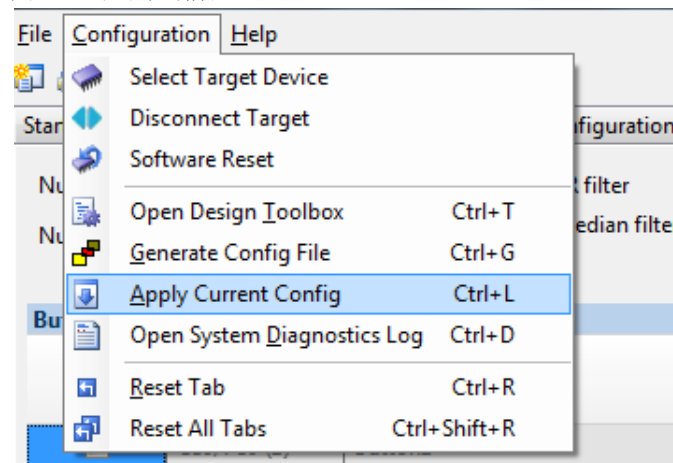 File Configuration Help
Select Target Device
Disconnect Target
Software Reset
Open Design Toolbox Ctrl+T
Generate Config File Ctrl+G
Apply Current Config Ctrl+L
Open System Diagnostics Log Ctrl+D
Reset Tab Ctrl+R
Reset All Tabs Ctrl+Shift+R
filter